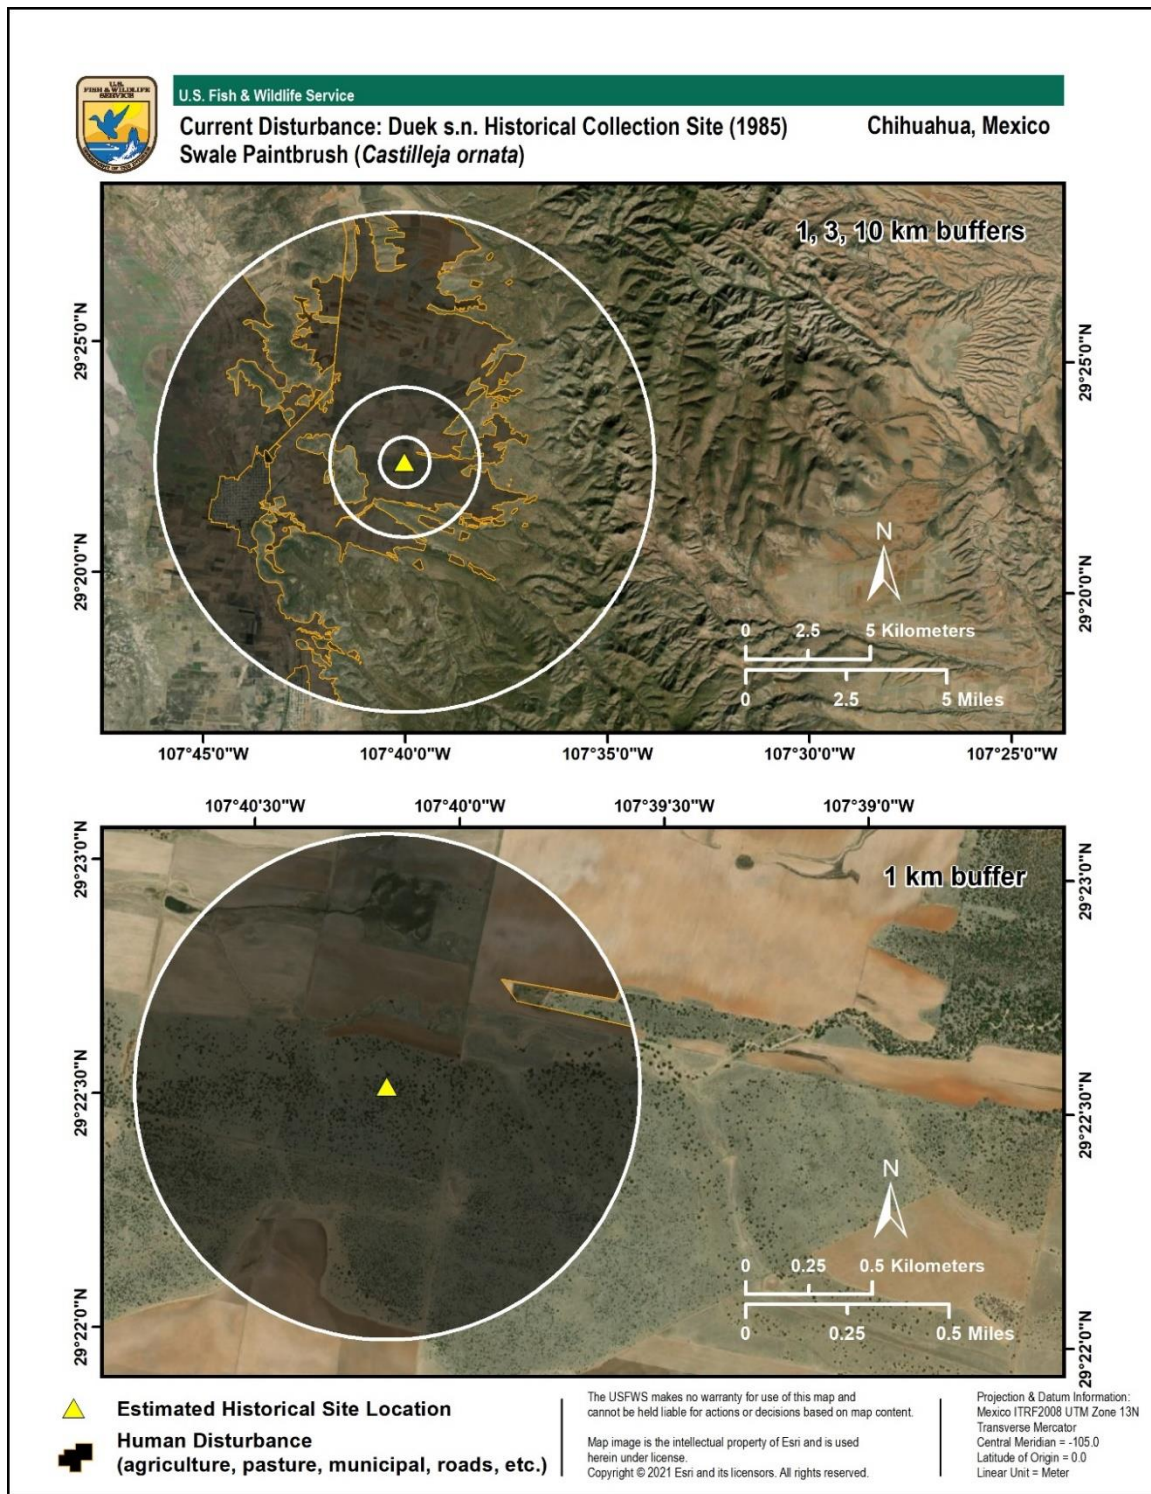 U.S.
FISH & WILDLIFE
SERVICE
U.S. Fish & Wildlife Service
Current Disturbance: Duek s.n. Historical Collection Site (1985)
Chihuahua, Mexico
Swale Paintbrush (Castilleja ornata)
1, 3, 10 km buffers
29°25'0"N
29°25'0"N
29°20'0"N
29°20'0"N
N
0 2.5 5 Kilometers
0 2.5 5 Miles
107°45'0"W 107°40'0"W 107°35'0"W 107°30'0"W 107°25'0"W
107°40'30"W 107°40'0"W 107°39'30"W 107°39'0"W
1 km buffer
29°23'0"N
29°23'0"N
29°22'30"N
29°22'30"N
29°22'0"N
29°22'0"N
N
0 0.25 0.5 Kilometers
0 0.25 0.5 Miles
Estimated Historical Site Location
Human Disturbance
(agriculture, pasture, municipal, roads, etc.)
The USFWS makes no warranty for use of this map and
cannot be held liable for actions or decisions based on map content.
Map image is the intellectual property of Esri and is used
herein under license.
Copyright © 2021 Esri and its licensors. All rights reserved.
Projection & Datum Information:
Mexico ITRF2008 UTM Zone 13N
Transverse Mercator
Central Meridian = -105.0
Latitude of Origin = 0.0
Linear Unit = Meter